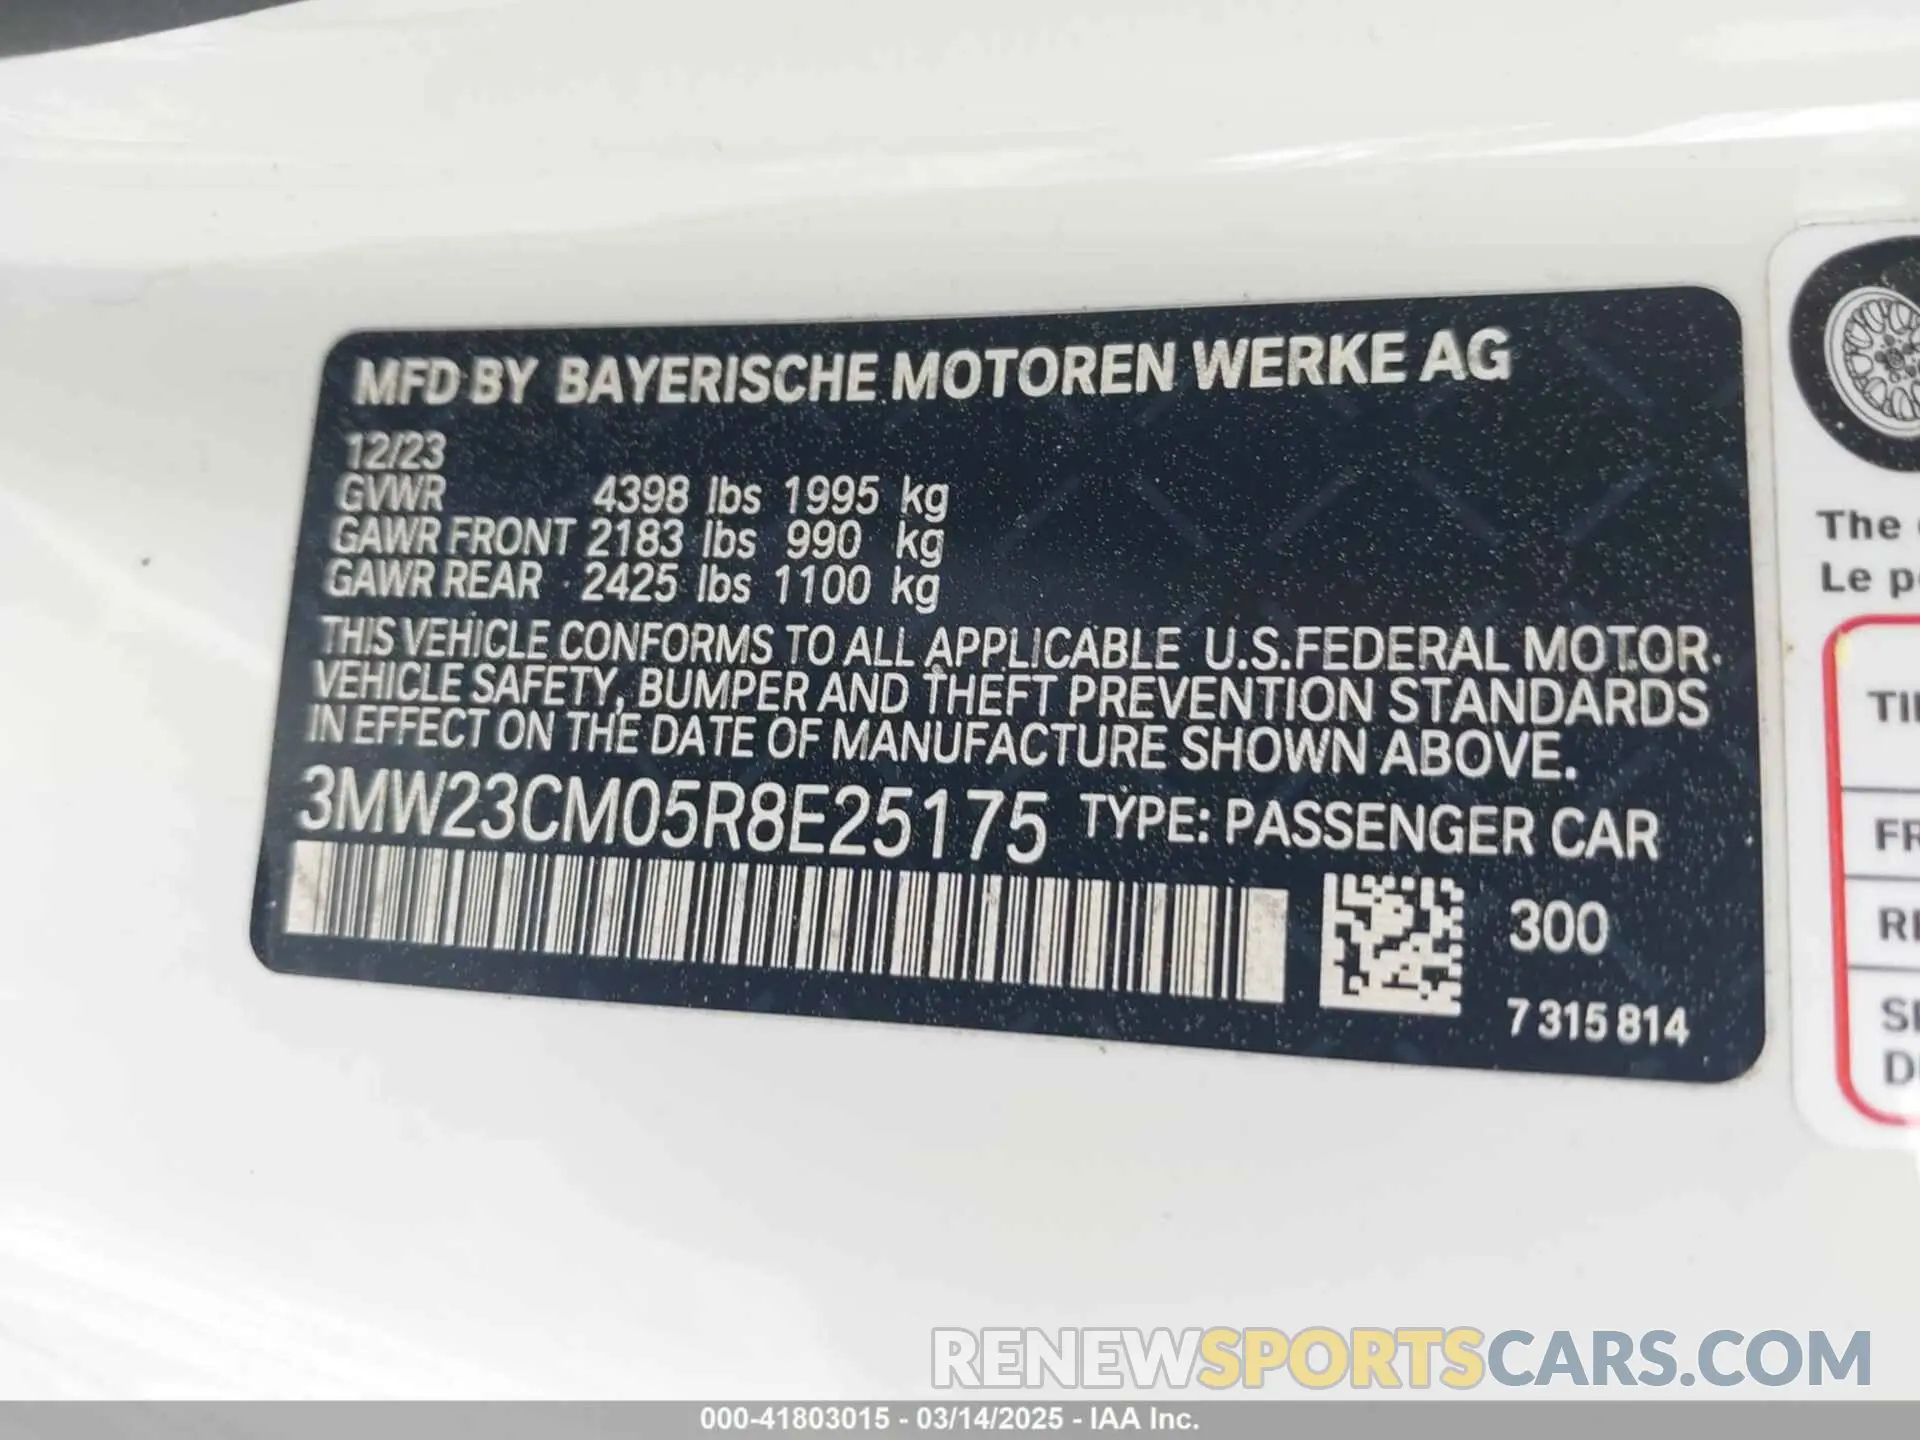 MFD BY BAYERISCHE MOTOREN WERKE AG
12/23
GVWR 4398 lbs 1995 kg
GAWR FRONT 2183 lbs 990 kg
GAWR REAR 2425 lbs 1100 kg
THIS VEHICLE CONFORMS TO ALL APPLICABLE U.S.FEDERAL MOTOR
VEHICLE SAFETY, BUMPER AND THEFT PREVENTION STANDARDS
IN EFFECT ON THE DATE OF MANUFACTURE SHOWN ABOVE.
3MW23CM05R8E25175 TYPE: PASSENGER CAR
300
7 315 814
The
Le
RENEWSPORTSCARS.COM
000-41803015 - 03/14/2025 - IAA Inc.